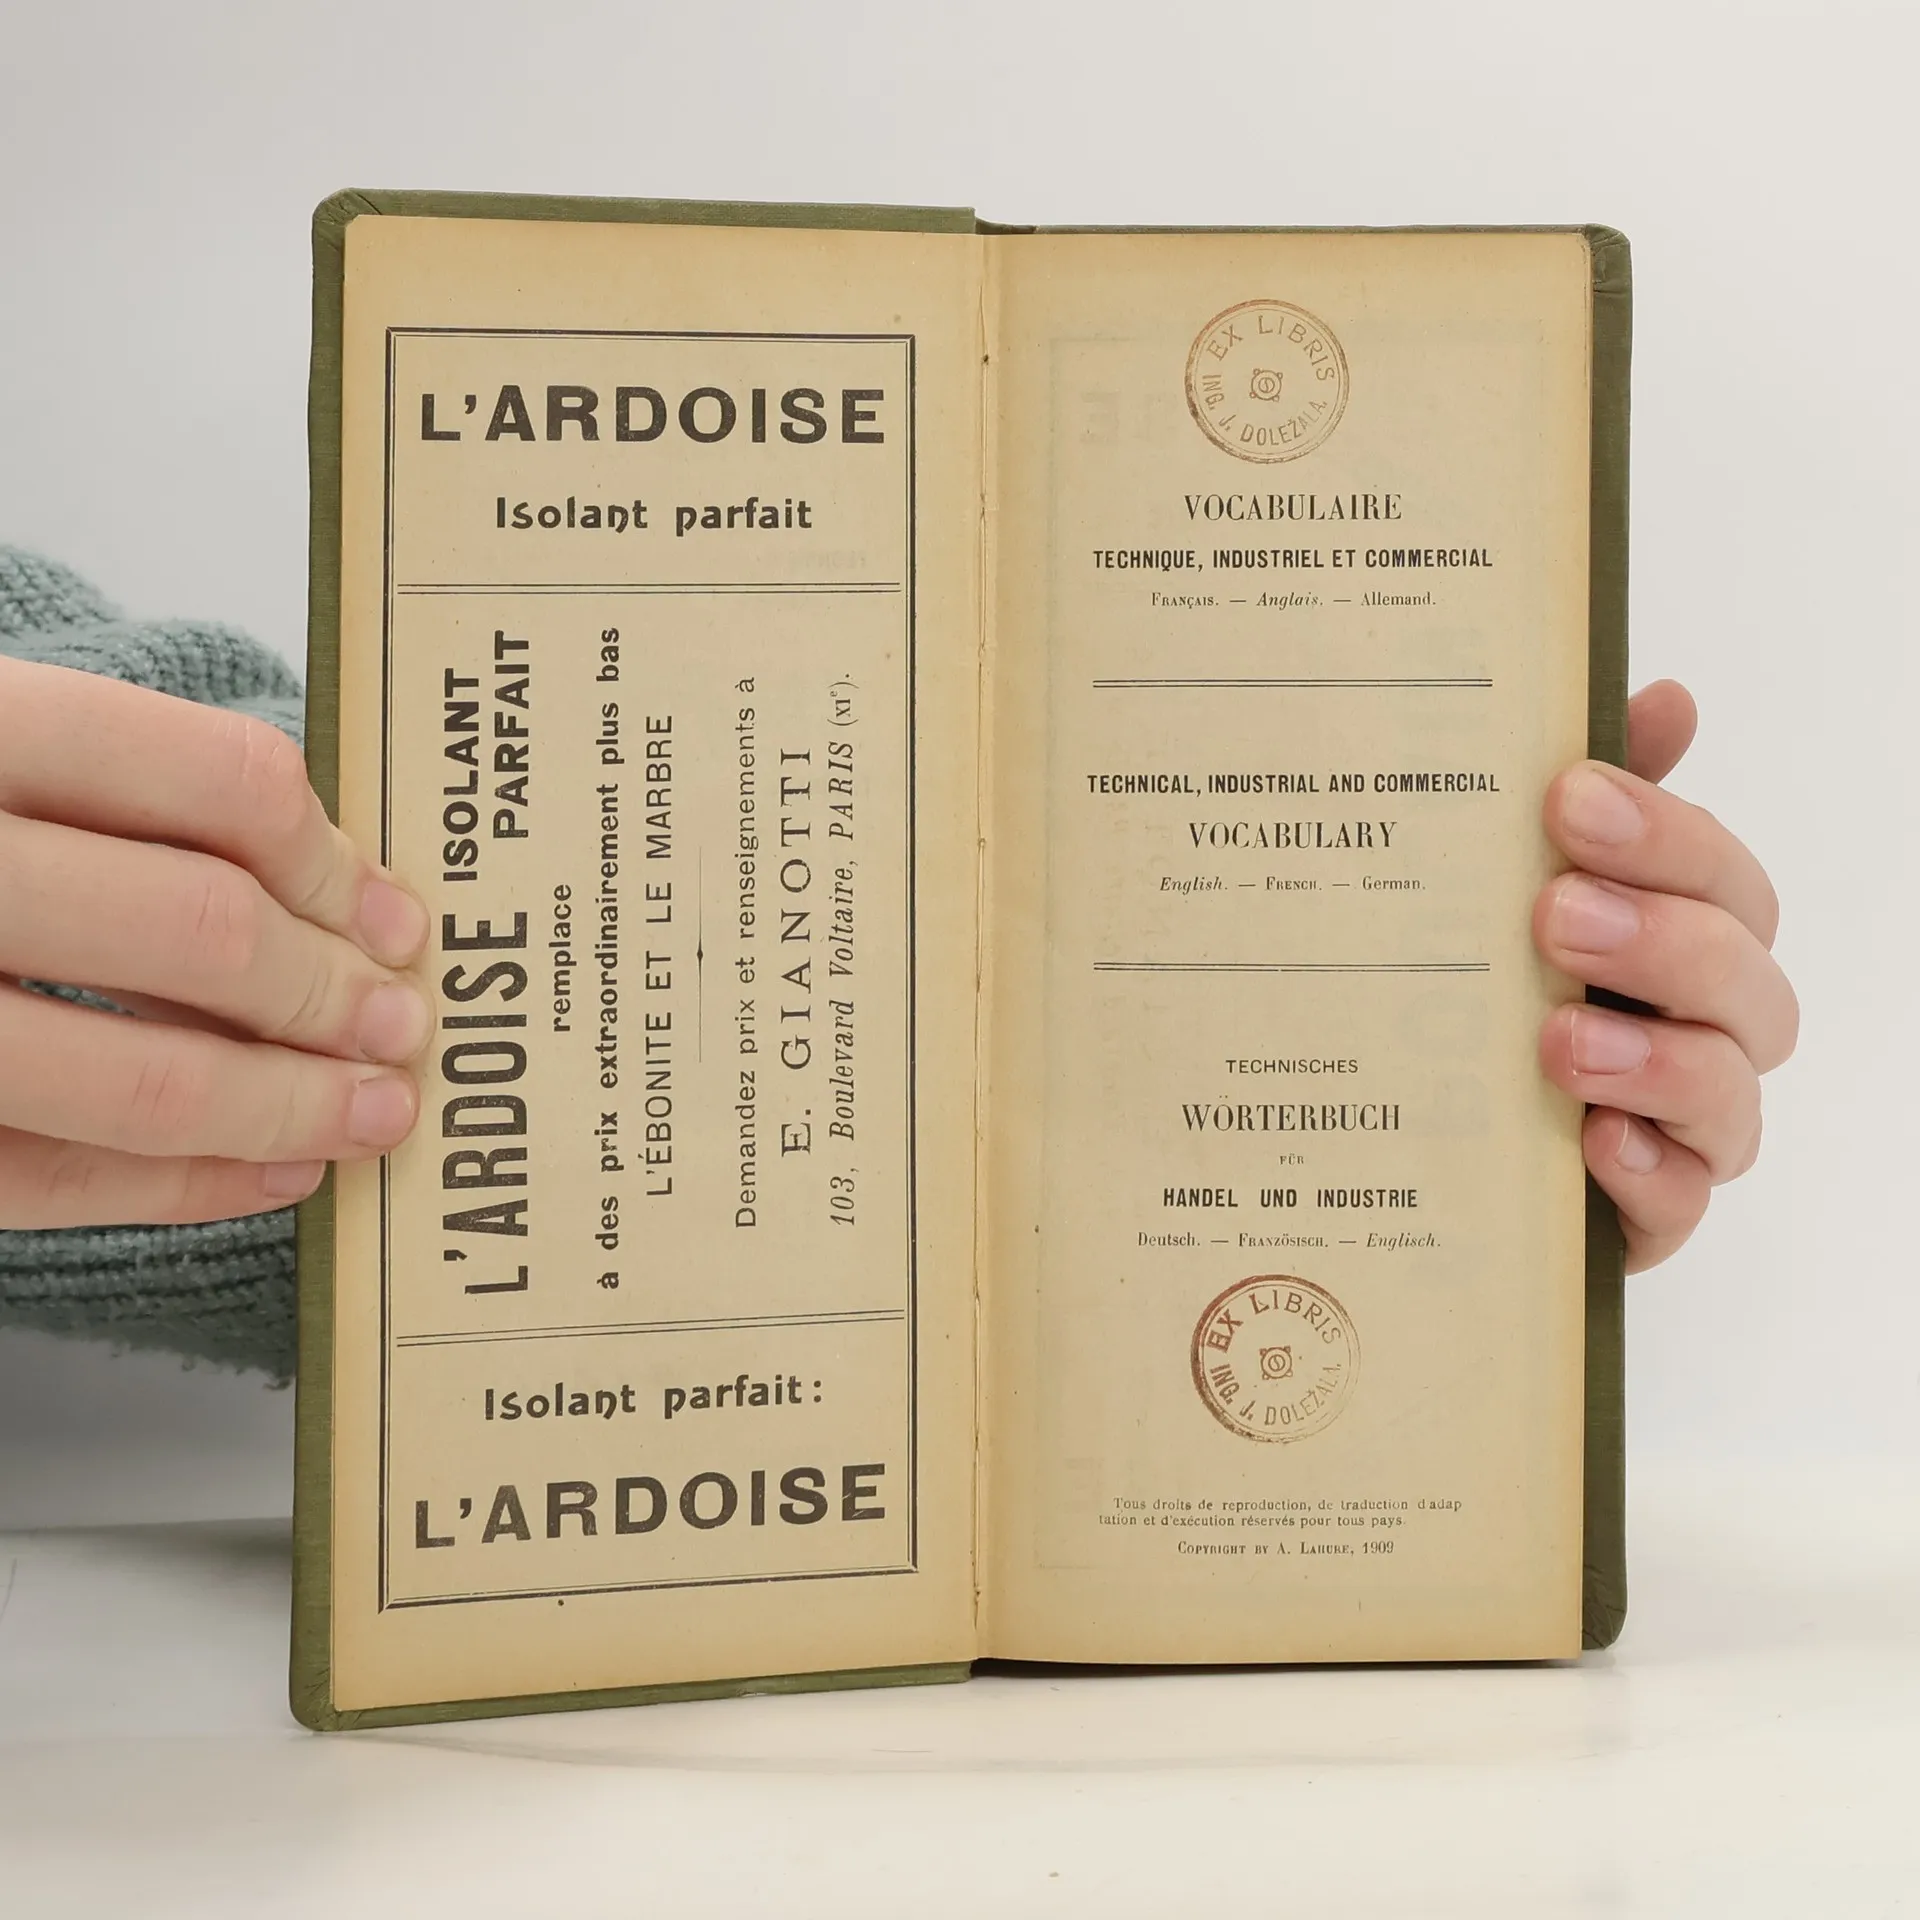 L'ARDOISE
Isolant parfait
L'ARDOISE ISOLANT PARFAIT
remplace
à des prix extraordinairement plus bas
L'ÉBONITE ET LE MARBRE
Demandez prix et renseignements à
E. GIANOTTI
103, Boulevard Voltaire, PARIS (XIe).
Isolant parfait:
L'ARDOISE
EX LIBRIS
ING. J. DOLEŽALA.
VOCABULAIRE
TECHNIQUE, INDUSTRIEL ET COMMERCIAL
FRANÇAIS. — Anglais. — Allemand.
TECHNICAL, INDUSTRIAL AND COMMERCIAL
VOCABULARY
English. — FRENCH. — German.
TECHNISCHES
WÖRTERBUCH
FÜR
HANDEL UND INDUSTRIE
Deutsch. — FRANZÖSISCH. — Englisch.
EX LIBRIS
ING. J. DOLEŽALA.
Tous droits de reproduction, de traduction d'adap
tation et d'exécution réservés pour tous pays.
COPYRIGHT BY A. LAHURE, 1909